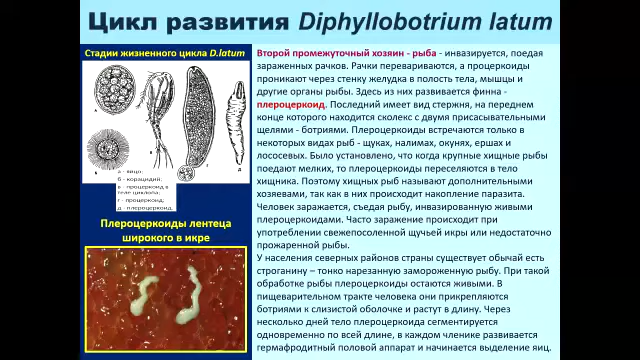 Цикл развития Diphyllobotrium latum
Стадии жизненного цикла D.latum
А
Б
В
Г
Д
а - яйцо;
б - корацидий;
в - процеркоид в
теле циклопа;
г - процеркоид;
д - плероцеркоид.
Плероцеркоиды лентеца
широкого в икре
Второй промежуточный хозяин - рыба - инвазируется, поедая
зараженных рачков. Рачки перевариваются, а процеркоиды
проникают через стенку желудка в полость тела, мышцы и
другие органы рыбы. Здесь из них развивается финна -
плероцеркоид. Последний имеет вид стержня, на переднем
конце которого находится сколекс с двумя присасывательными
щелями - ботриями. Плероцеркоиды встречаются только в
некоторых видах рыб - щуках, налимах, окунях, ершах и
лососевых. Было установлено, что когда крупные хищные рыбы
поедают мелких, то плероцеркоиды переселяются в тело
хищника. Поэтому хищных рыб называют дополнительными
хозяевами, так как в них происходит накопление паразита.
Человек заражается, съедая рыбу, инвазированную живыми
плероцеркоидами. Часто заражение происходит при
употреблении свежепосоленной щучьей икры или недостаточно
прожаренной рыбы.
У населения северных районов страны существует обычай есть
строганину – тонко нарезанную замороженную рыбу. При такой
обработке рыбы плероцеркоиды остаются живыми. В
пищеварительном тракте человека они прикрепляются
ботриями к слизистой оболочке и растут в длину. Через
несколько дней тело плероцеркоида сегментируется
одновременно по всей длине, в каждом членике развивается
гермафродитный половой аппарат и начинается выделение яиц.